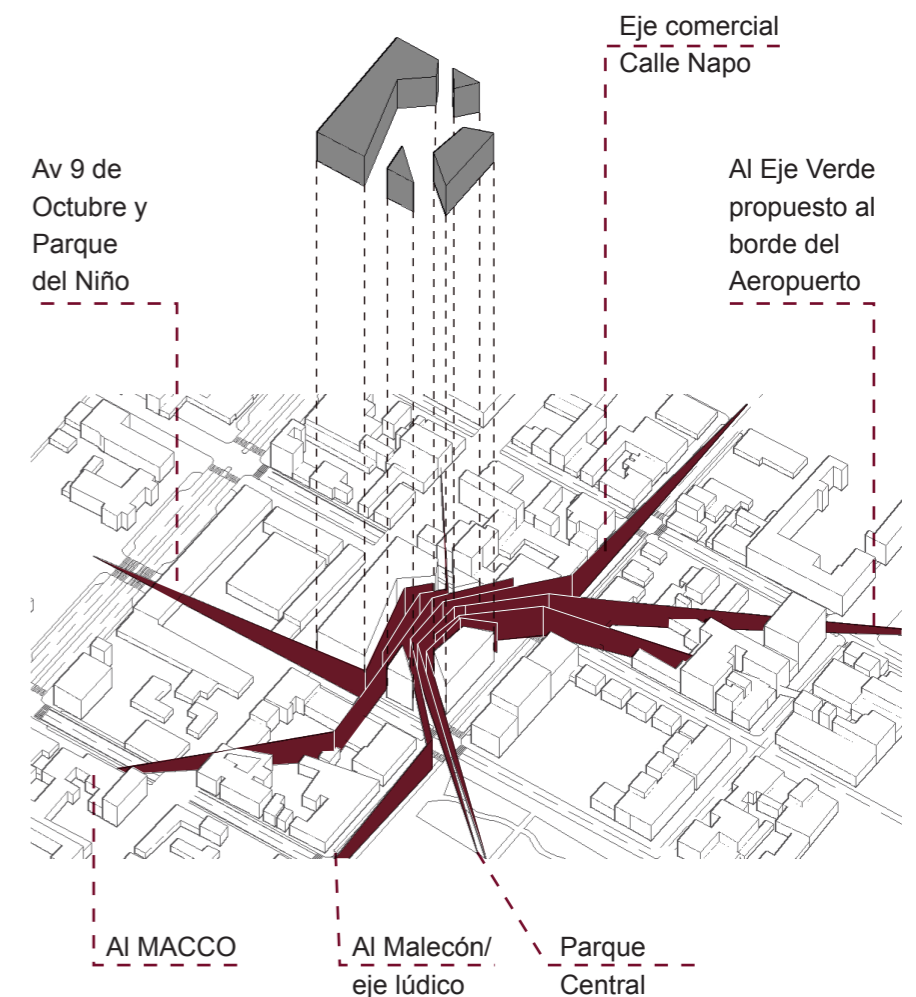 Eje comercial
Calle Napo
Av 9 de
Octubre y
Parque
del Niño
Al Eje Verde
propuesto al
borde del
Aeropuerto
Al MACCO
Al Malecón/
eje lúdico
Parque
Central